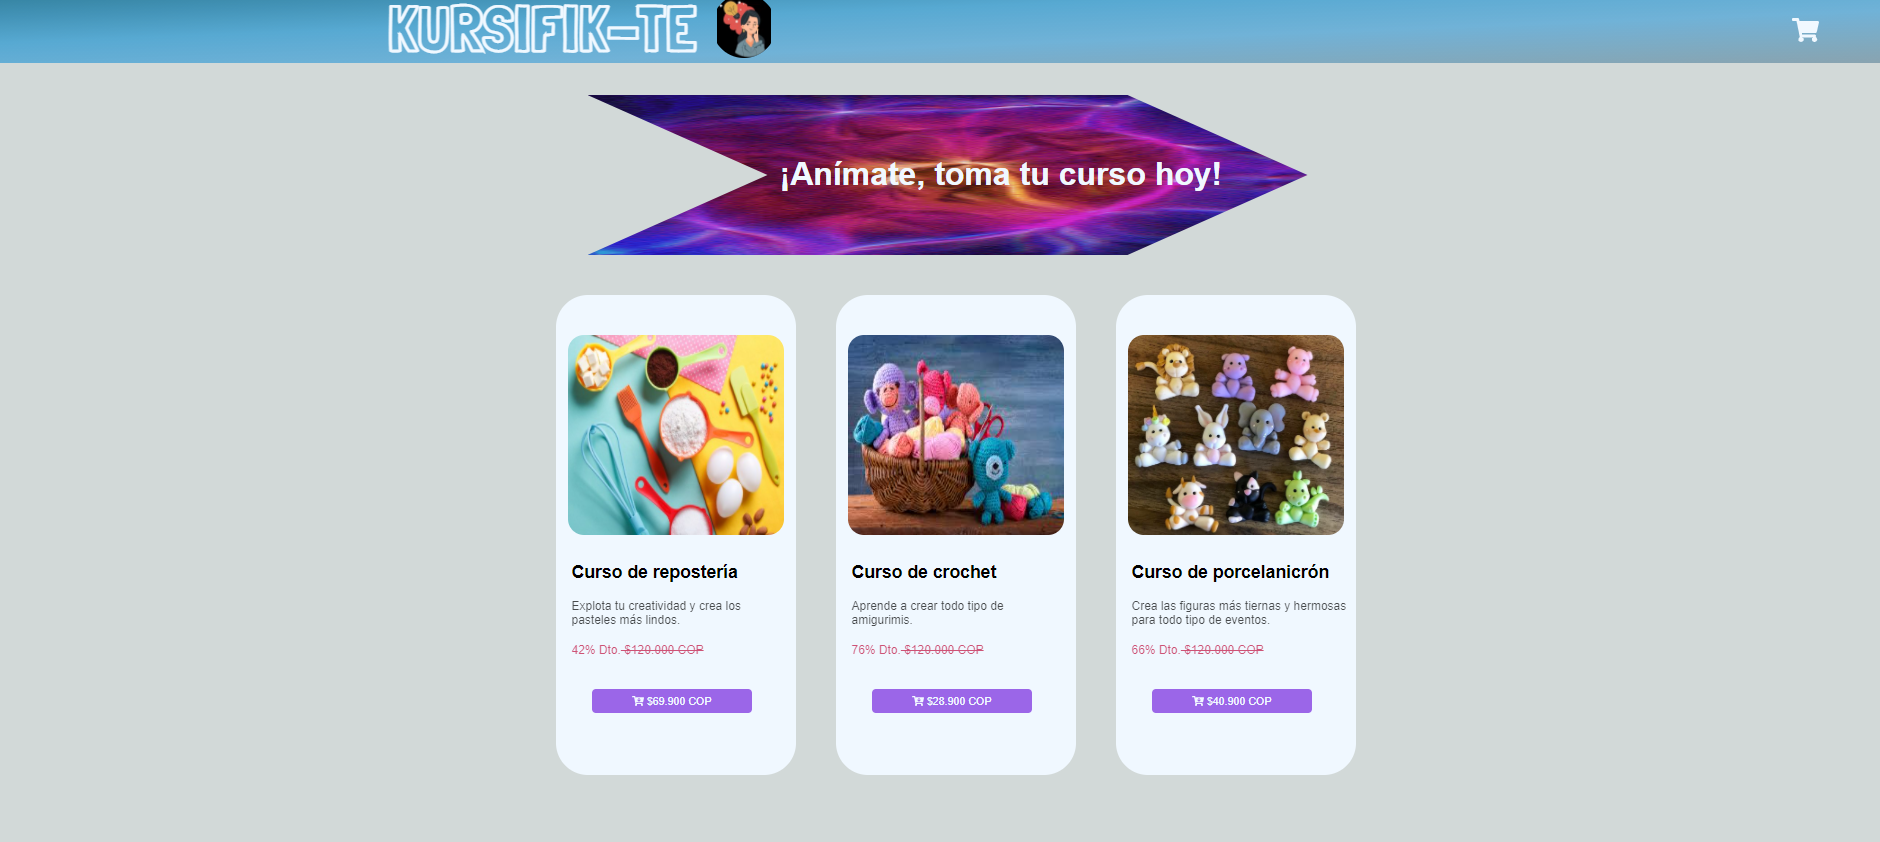 KURSIFIK-TE
¡Anímate, toma tu curso hoy!
Curso de repostería
Explota tu creatividad y crea los
pasteles más lindos.
42% Dto. $120.000 COP
$69.900 COP
Curso de crochet
Aprende a crear todo tipo de
amigurimis.
76% Dto. $120.000 COP
$28.900 COP
Curso de porcelanicrón
Crea las figuras más tiernas y hermosas
para todo tipo de eventos.
66% Dto. $120.000 COP
$40.900 COP